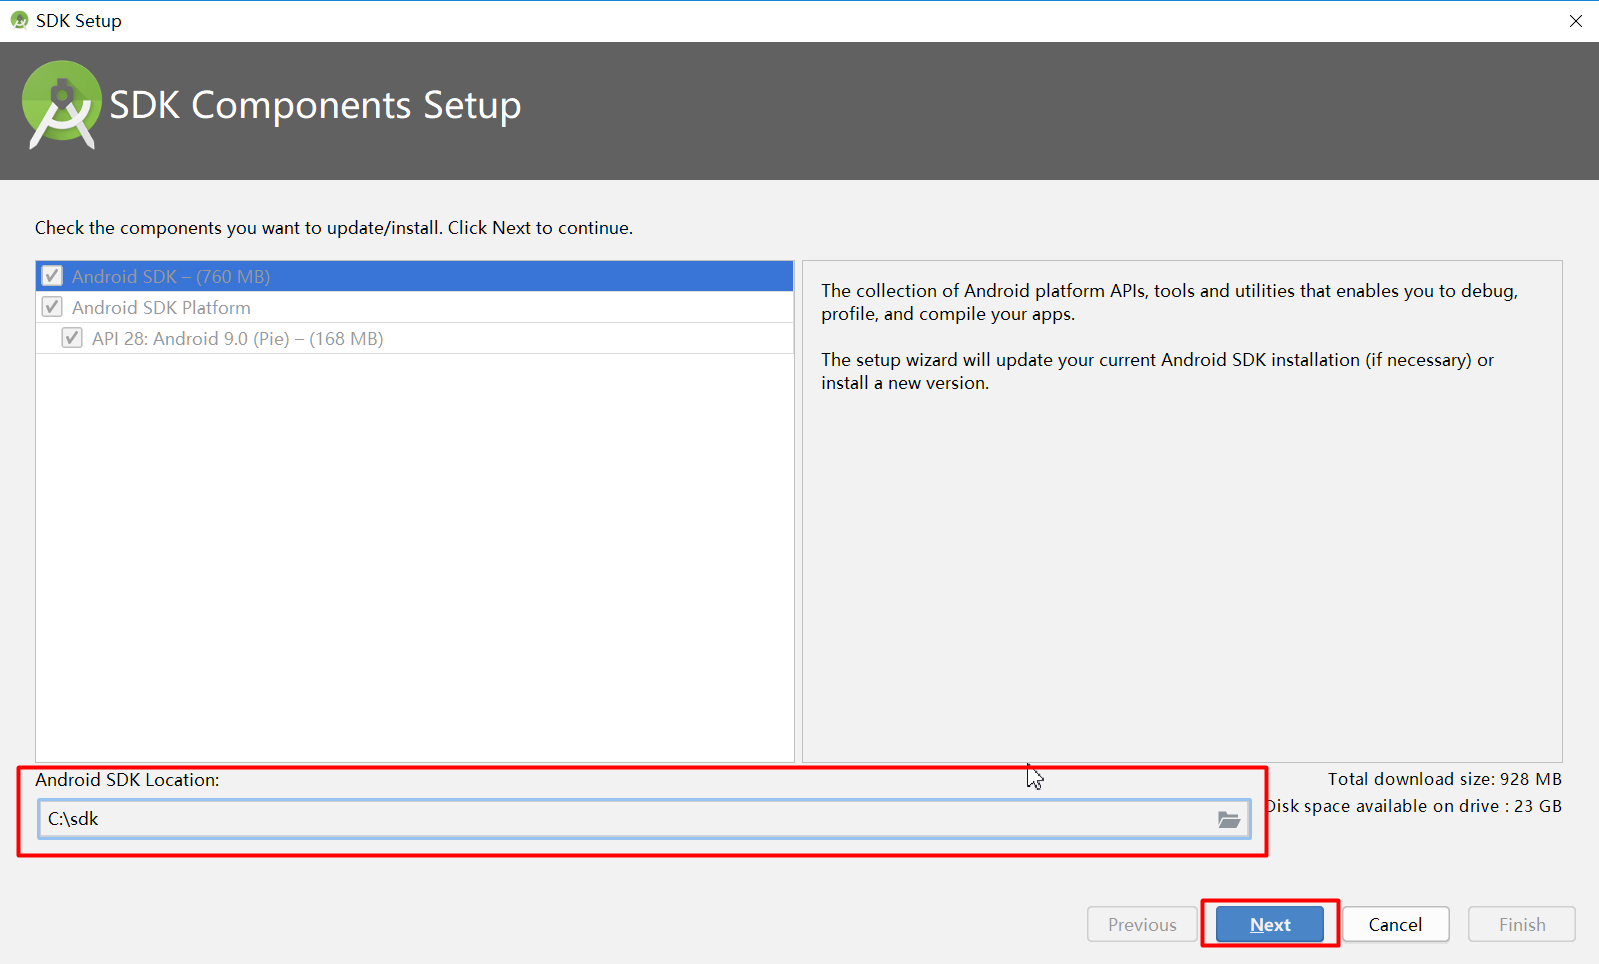 SDK Setup
SDK Components Setup
Check the components you want to update/install. Click Next to continue.
Android SDK – (760 MB)
Android SDK Platform
API 28: Android 9.0 (Pie) – (168 MB)
The collection of Android platform APIs, tools and utilities that enables you to debug,
profile, and compile your apps.
The setup wizard will update your current Android SDK installation (if necessary) or
install a new version.
Android SDK Location:
C:\sdk
Total download size: 928 MB
Disk space available on drive : 23 GB
Previous
Next
Cancel
Finish